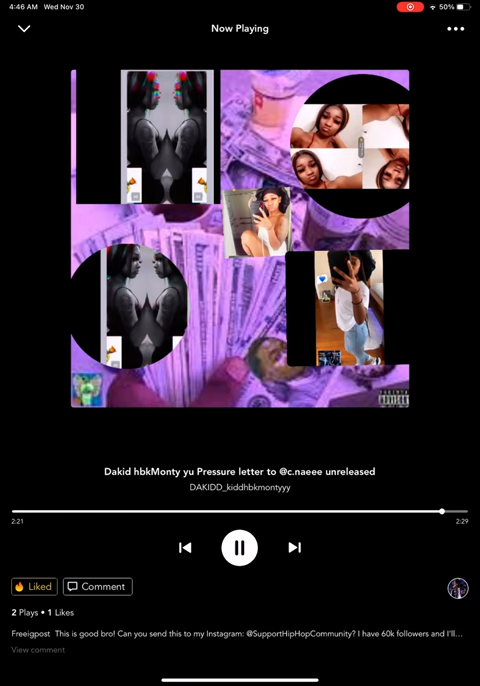 4:46 AM Wed Nov 30
50%
Now Playing
ADVISORY
Dakid hbkMonty yu Pressure letter to @c.naeee unreleased
DAKIDD_kiddhbkmontyyy
2:21
2:29
Liked
Comment
2 Plays • 1 Likes
Freeigpost This is good bro! Can you send this to my Instagram: @SupportHipHopCommunity? I have 60k followers and I'll...
View comment